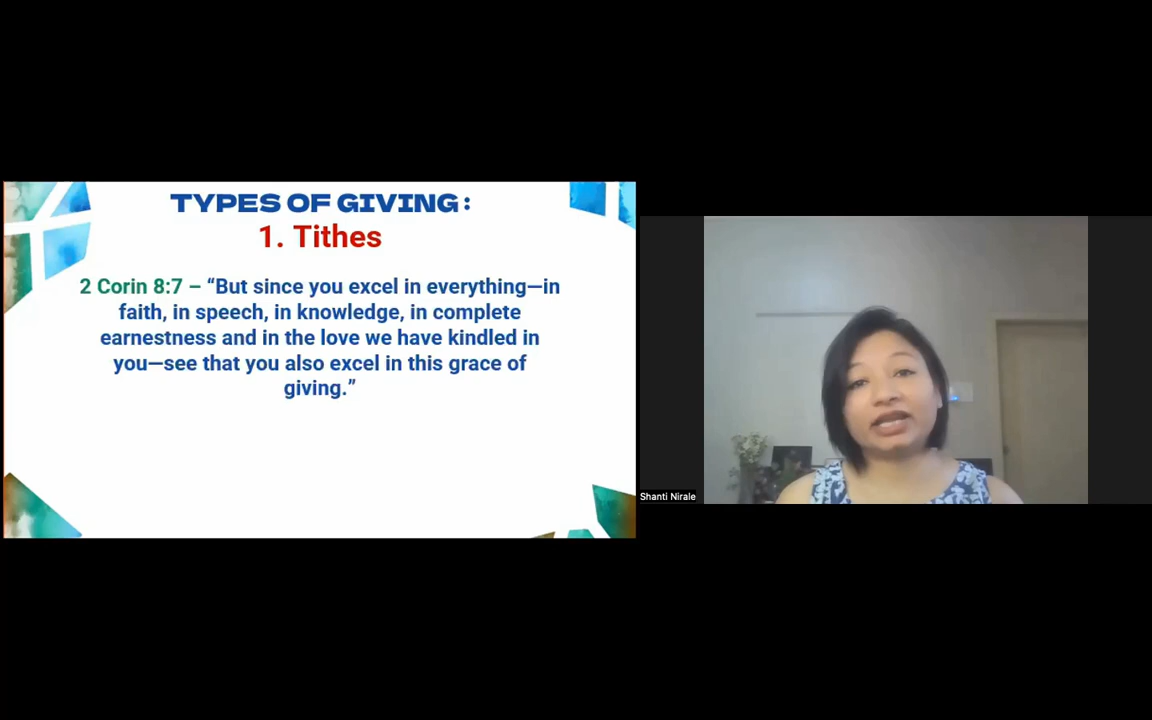 TYPES OF GIVING:
1. Tithes
2 Corin 8:7 – “But since you excel in everything—in
faith, in speech, in knowledge, in complete
earnestness and in the love we have kindled in
you—see that you also excel in this grace of
giving.”
Shanti Nirale